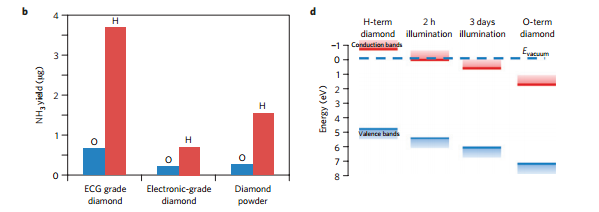 b
NH₃ yield (ug)
4
3
2
1
0
O
H
O
H
O
H
ECG grade
diamond
Electronic-grade
diamond
Diamond
powder
d
H-term
diamond
2 h
illumination
3 days
illumination
O-term
diamond
Energy (eV)
–1
0
1
2
3
4
5
6
7
8
Conduction bands
Evacuum
Valence bands